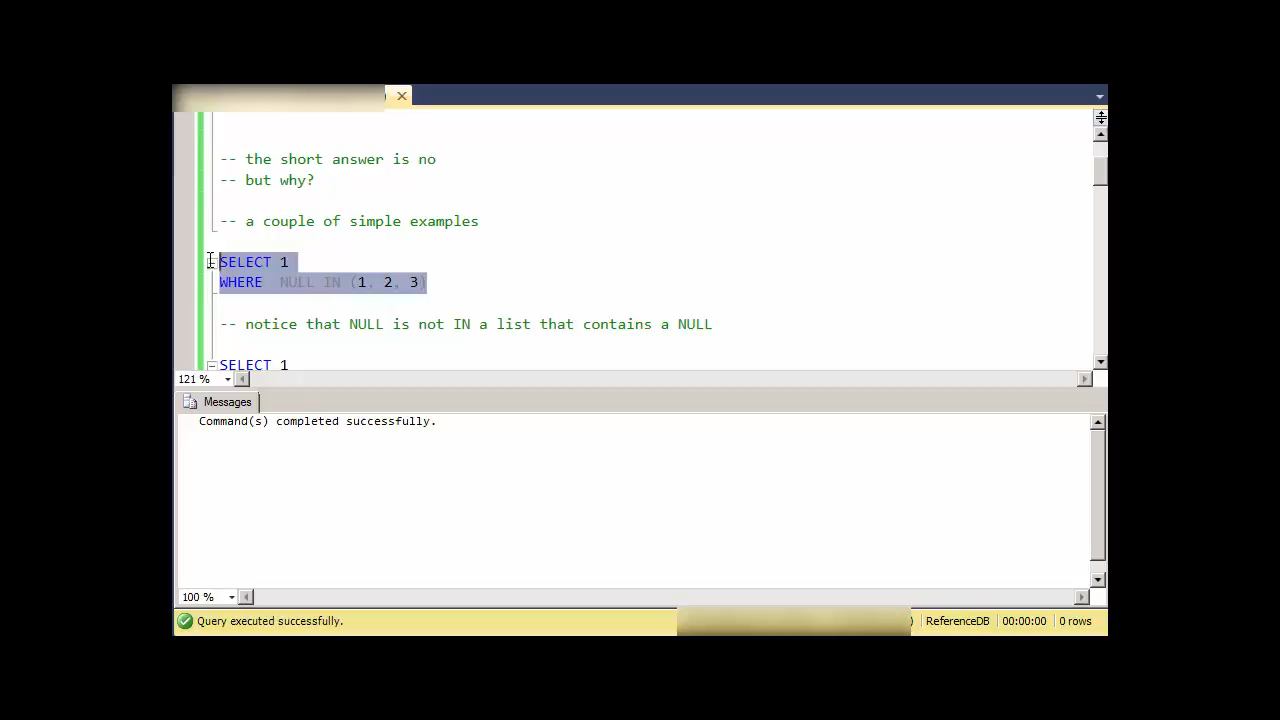 -- the short answer is no
-- but why?
-- a couple of simple examples
SELECT 1
WHERE NULL IN (1, 2, 3)
-- notice that NULL is not IN a list that contains a NULL
SELECT 1
121 %
Messages
Command(s) completed successfully.
100 %
Query executed successfully.
) ReferenceDB 00:00:00 0 rows